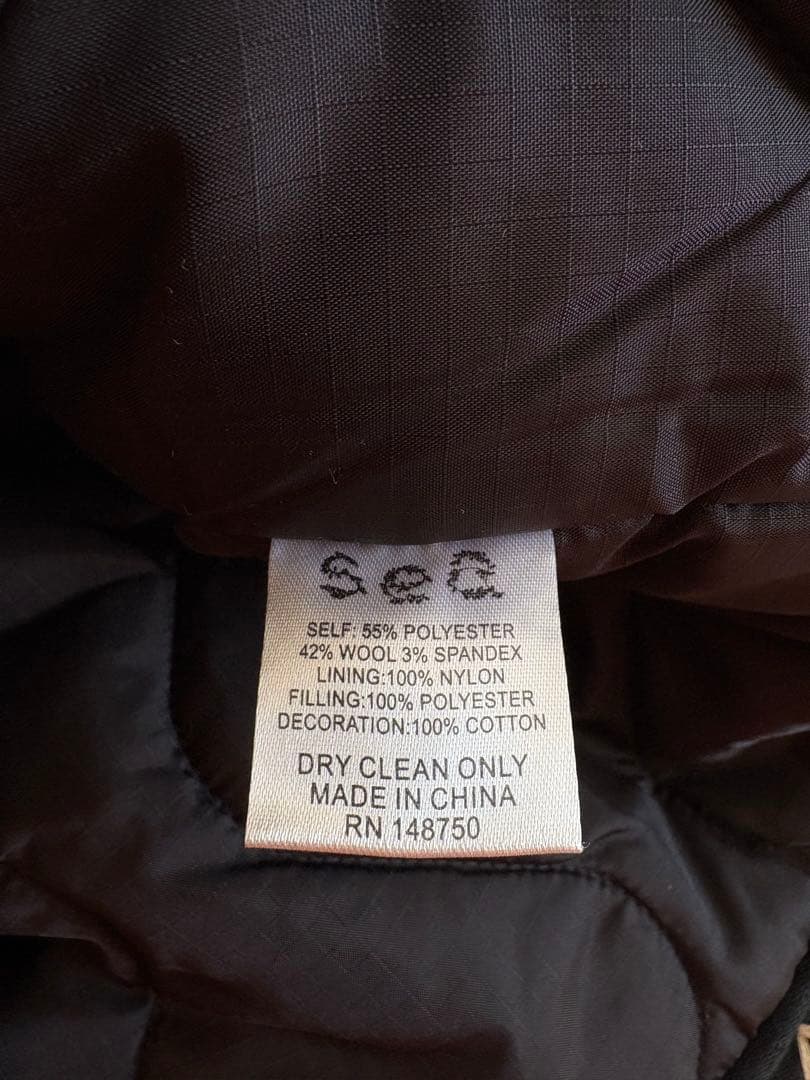 SeQ
SELF: 55% POLYESTER
42% WOOL 3% SPANDEX
LINING:100% NYLON
FILLING:100% POLYESTER
DECORATION:100% COTTON
DRY CLEAN ONLY
MADE IN CHINA
RN 148750